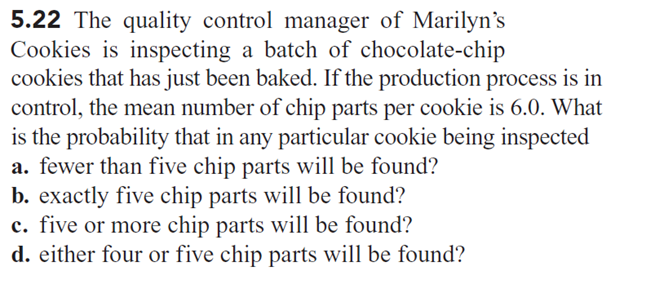 5.22 The quality control manager of Marilyn's
Cookies is inspecting a batch of chocolate-chip
cookies that has just been baked. If the production process is in
control, the mean number of chip parts per cookie is 6.0. What
is the probability that in any particular cookie being inspected
a. fewer than five chip parts will be found?
b. exactly five chip parts will be found?
c. five or more chip parts will be found?
d. either four or five chip parts will be found?